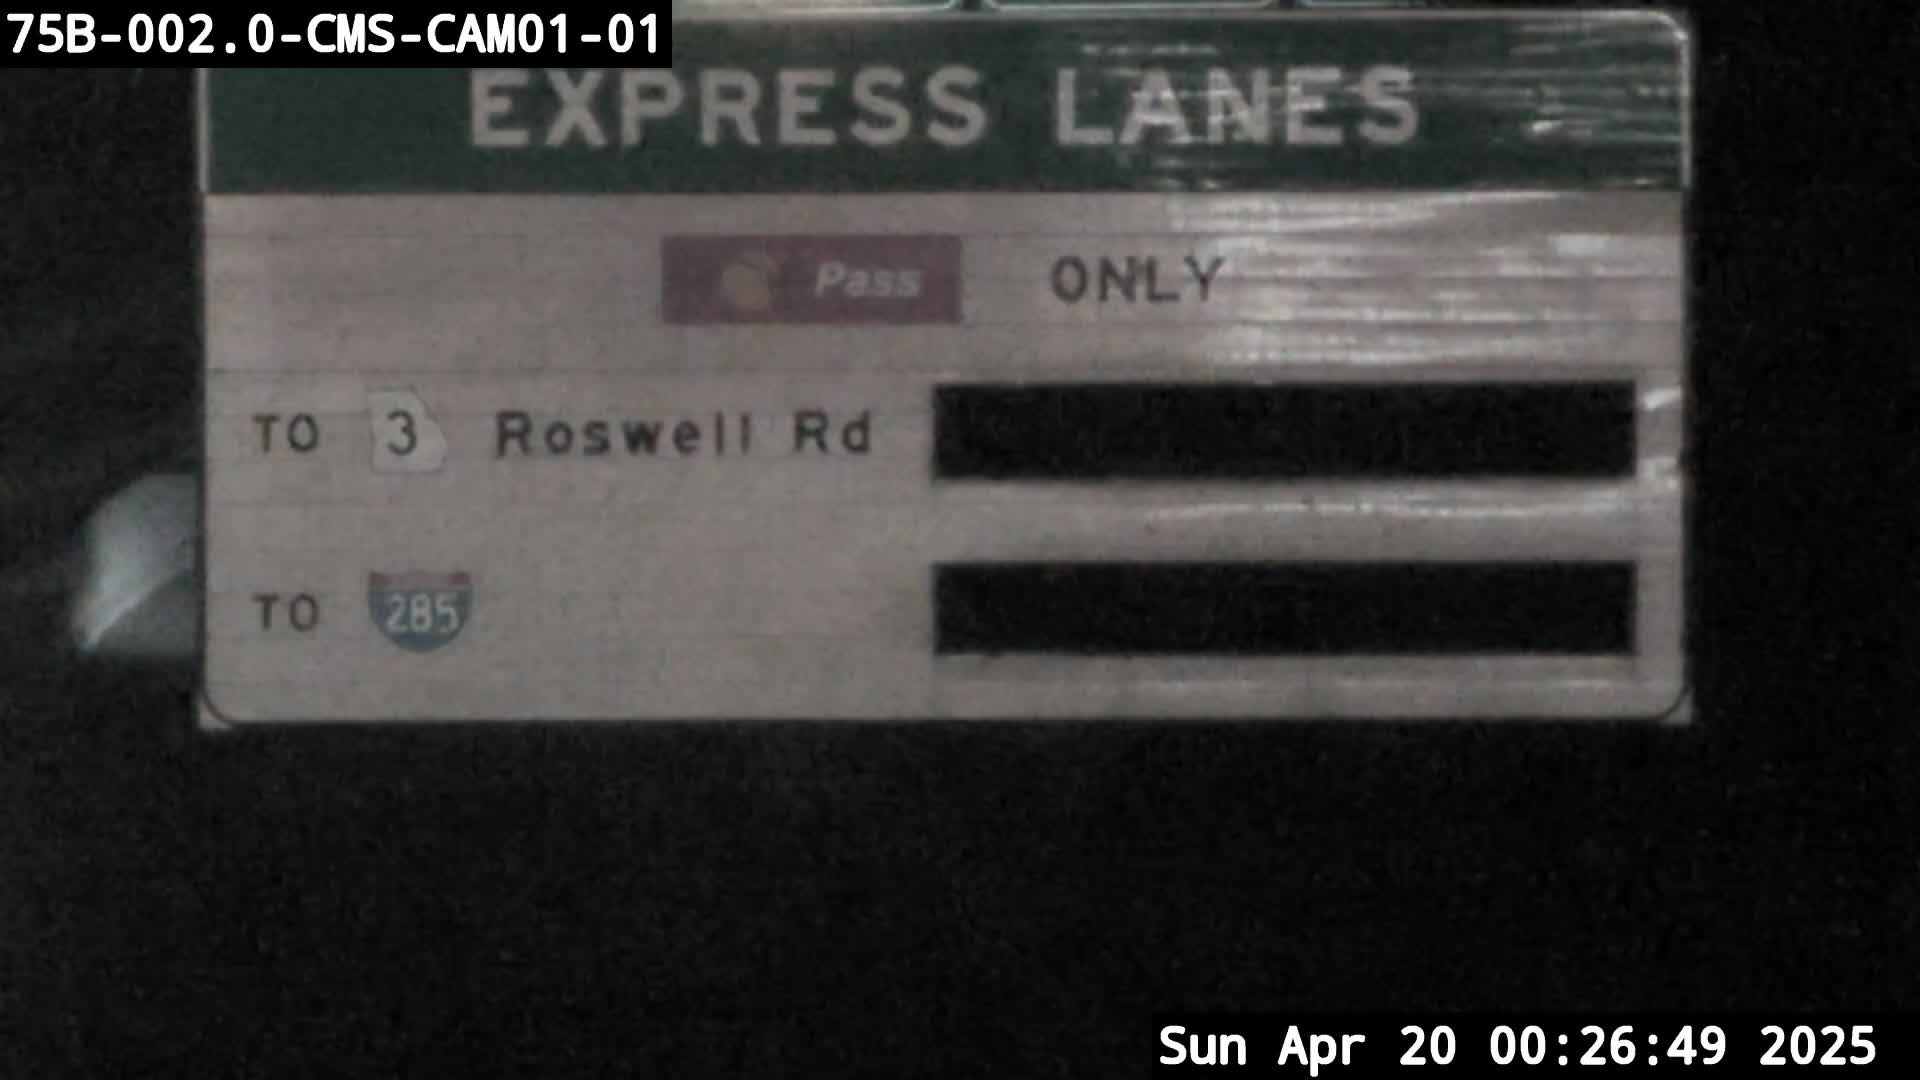 75B-002.0-CMS-CAM01-01
EXPRESS LANES
Pass ONLY
TO 3 Roswell Rd
TO 285
Sun Apr 20 00:26:49 2025